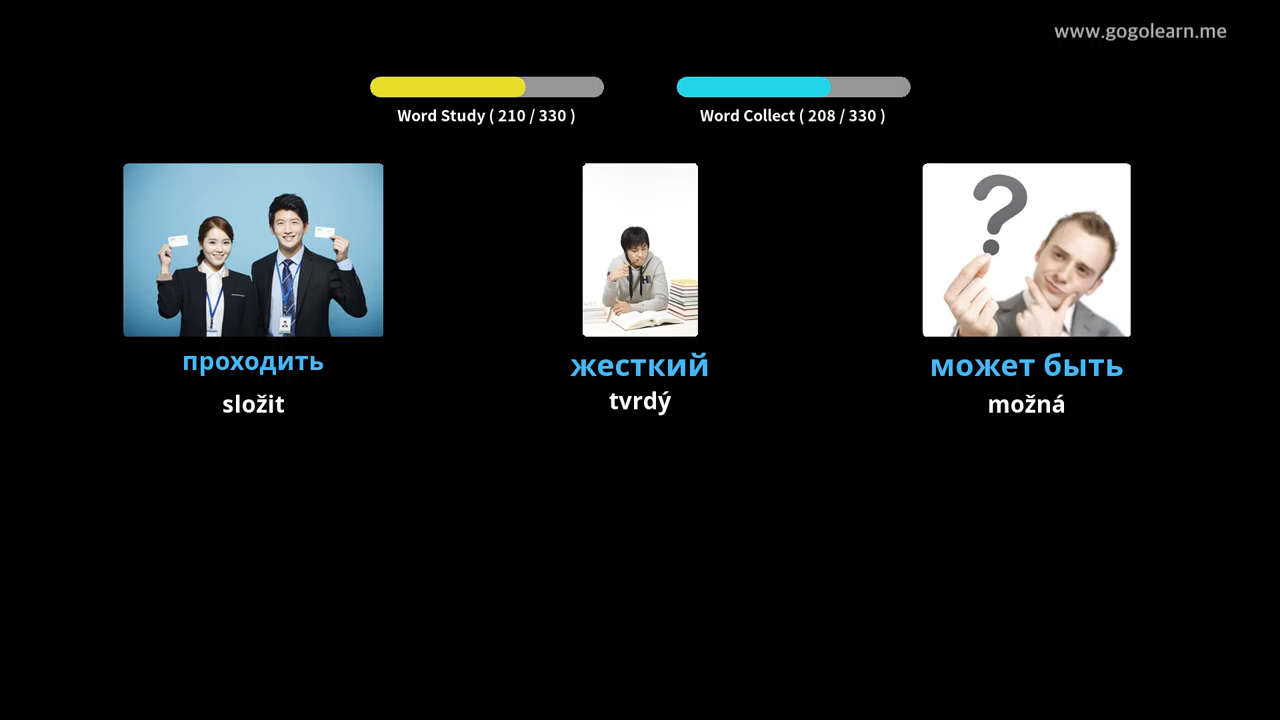 www.gogolearn.me
Word Study ( 210 / 330 )
Word Collect ( 208 / 330 )
проходить
жесткий
может быть
složit
tvrdý
možná